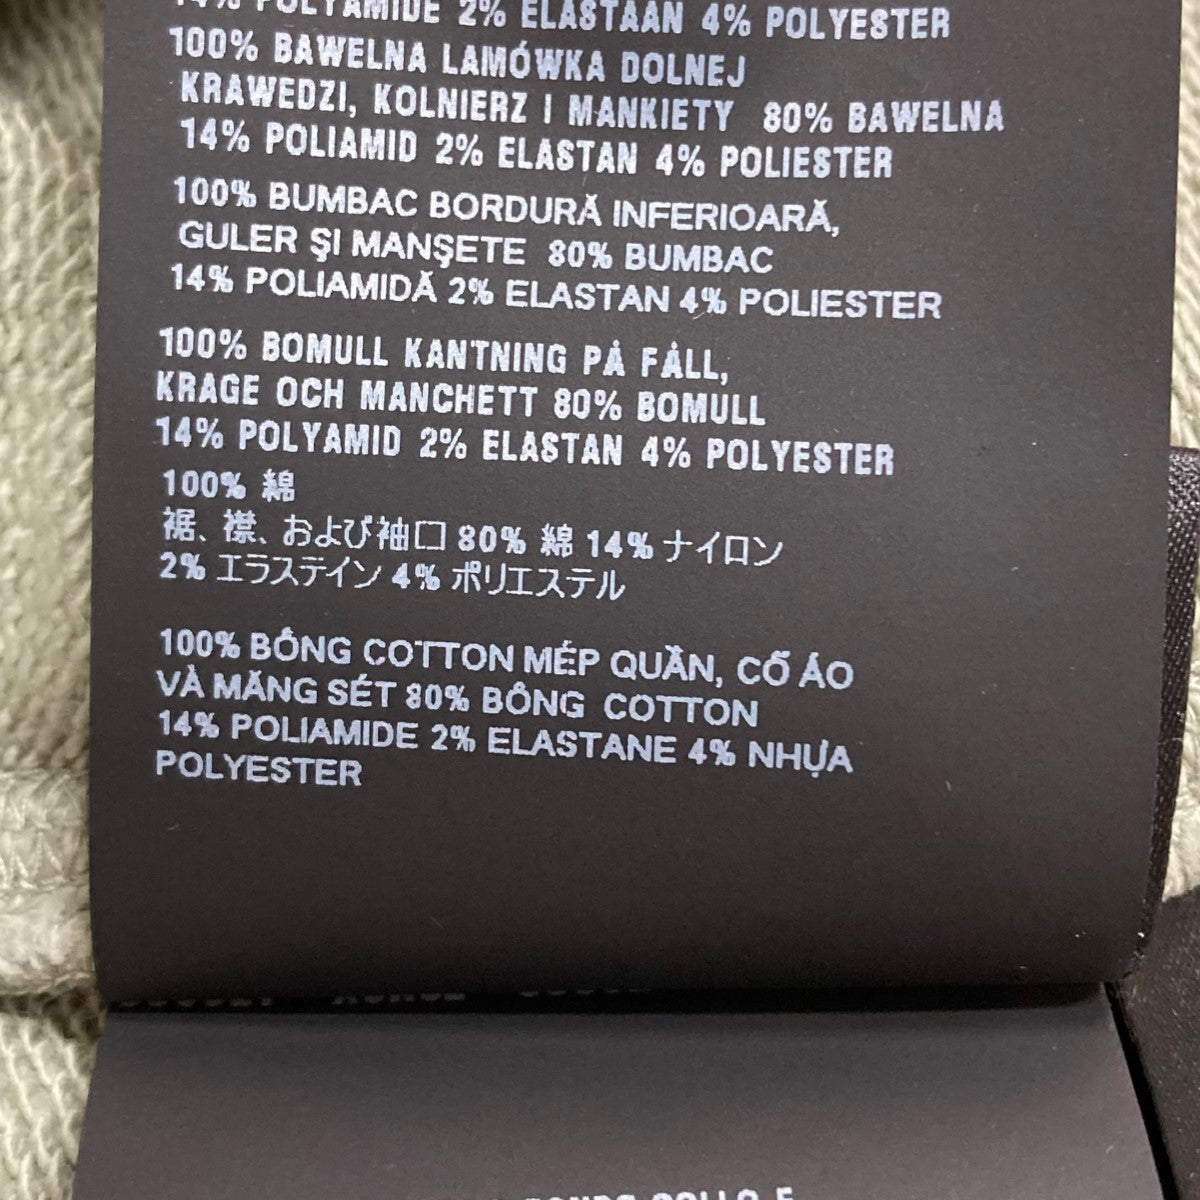 14% POLYAMIDE 2% ELASTAAN 4% POLYESTER
100% BAWELNA LAMÓWKA DOLNEJ
KRAWEDZI, KOLNIERZ I MANKIETY 80% BAWELNA
14% POLIAMID 2% ELASTAN 4% POLIESTER
100% BUMBAC BORDURĂ INFERIOARĂ,
GULER ŞI MANŞETE 80% BUMBAC
14% POLIAMIDĂ 2% ELASTAN 4% POLIESTER
100% BOMULL KANTNING PÅ FÅLL,
KRAGE OCH MANCHETT 80% BOMULL
14% POLYAMID 2% ELASTAN 4% POLYESTER
100% 綿
裾、襟、および袖口 80% 綿 14% ナイロン
2% エラステイン 4% ポリエステル
100% BÔNG COTTON MÉP QUẦN, CỔ ÁO
VÀ MĂNG SÉT 80% BÔNG COTTON
14% POLIAMIDE 2% ELASTANE 4% NHỰA
POLYESTER
COLLO E